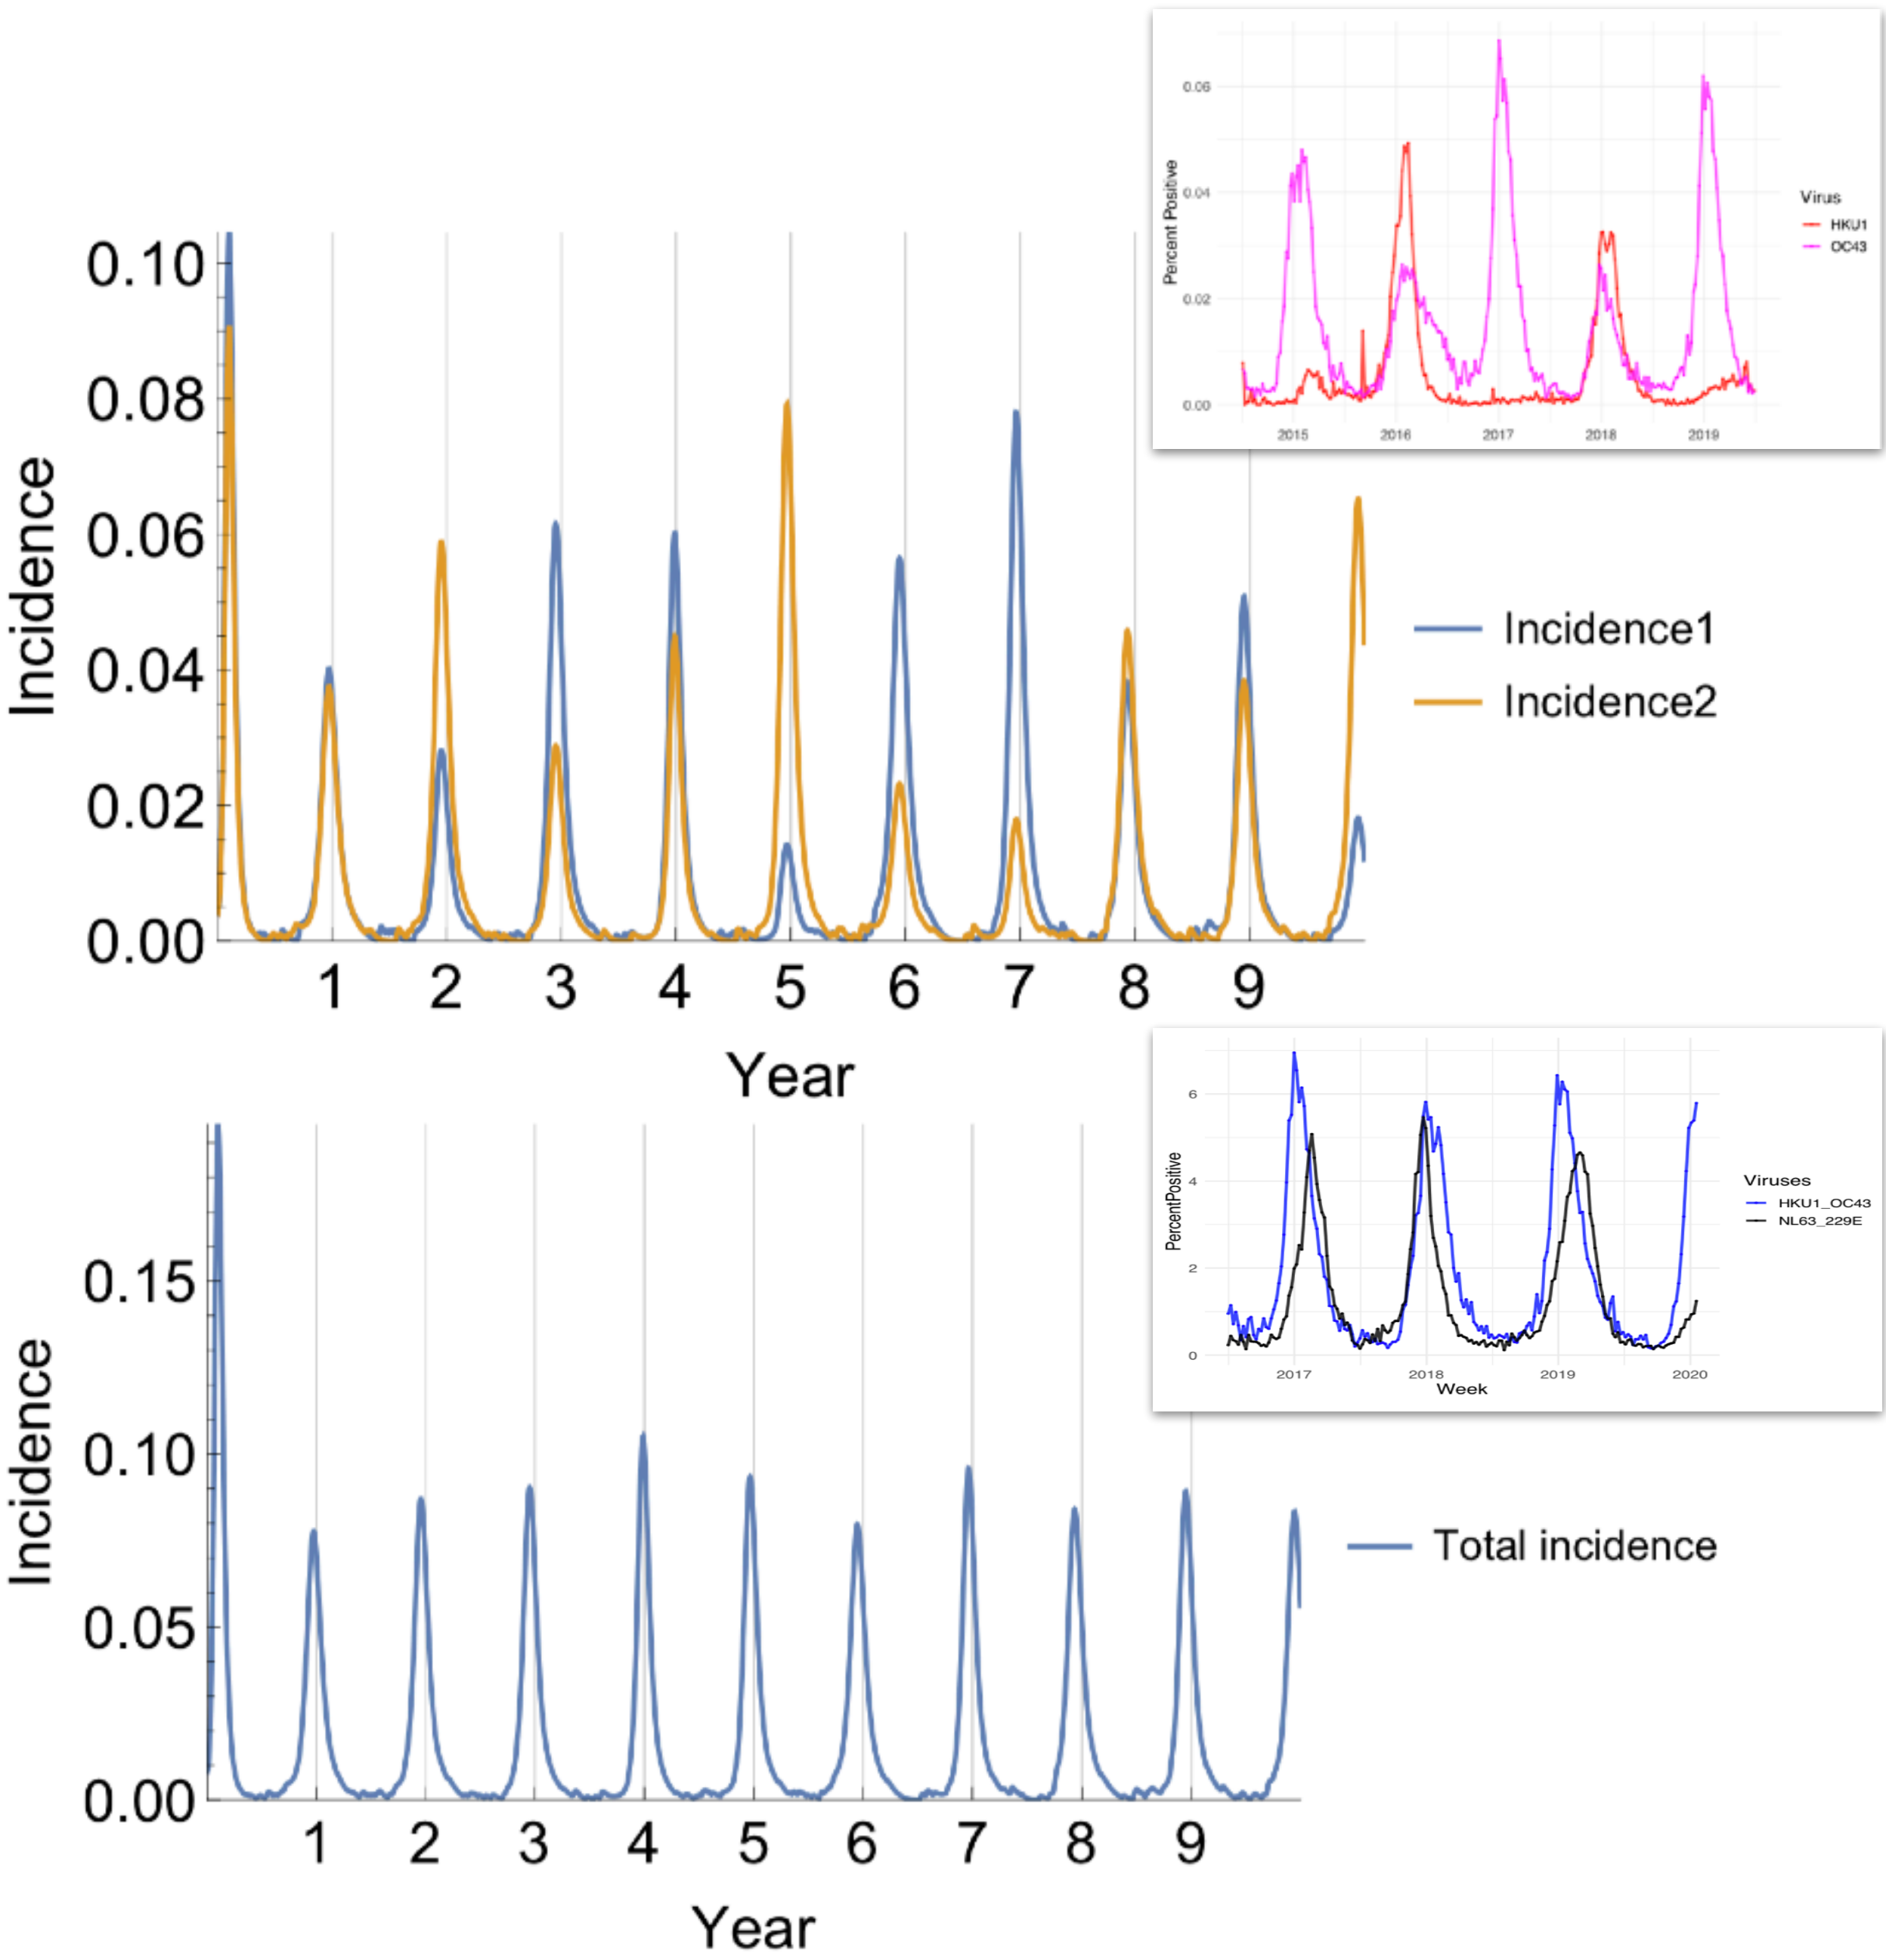 0.06
0.04
0.02
0.00
Percent Positive
2015 2016 2017 2018 2019
Virus
HKU1
OC43
0.10
0.08
0.06
0.04
0.02
0.00
Incidence
1 2 3 4 5 6 7 8 9
Year
Incidence1
Incidence2
6
4
2
0
PercentPositive
2017 2018 2019 2020
Week
Viruses
HKU1_OC43
NL63_229E
0.15
0.10
0.05
0.00
Incidence
1 2 3 4 5 6 7 8 9
Year
Total incidence